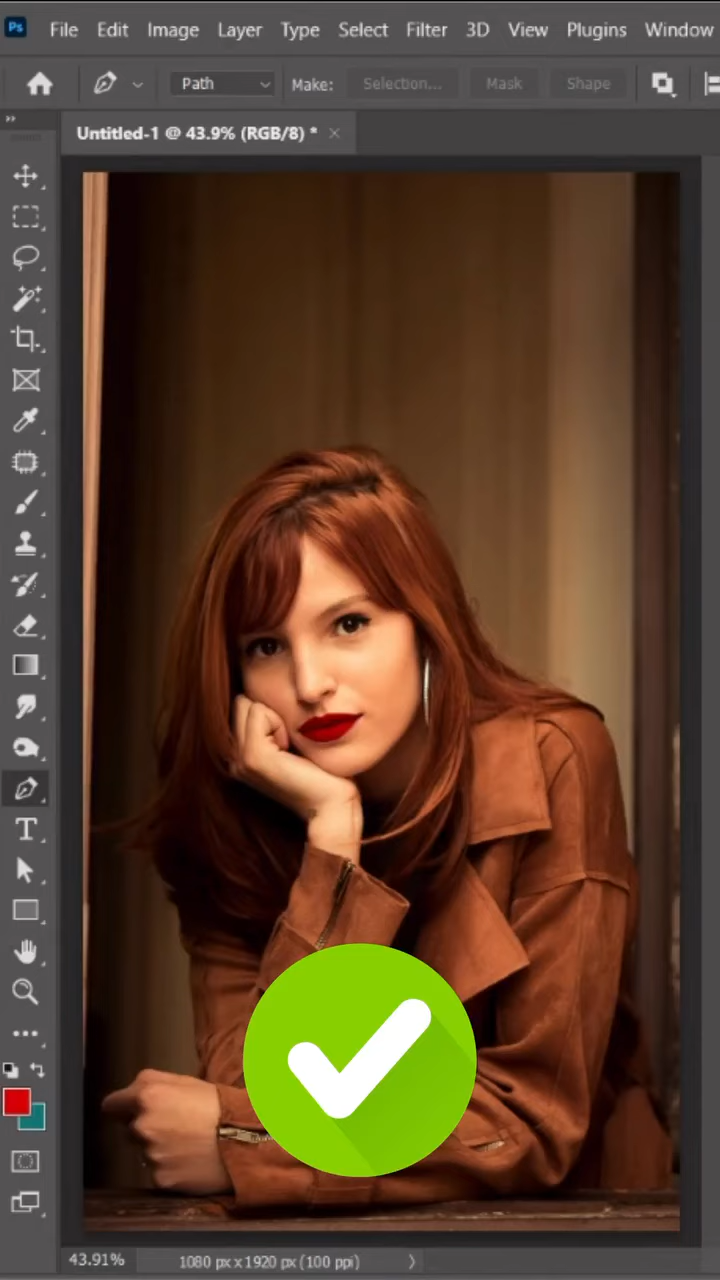 Ps File Edit Image Layer Type Select Filter 3D View Plugins Window
Path Make: Selection... Mask Shape
Untitled-1 @ 43.9% (RGB/8) *
T
43.91% 1080 px x 1920 px (100 ppi)